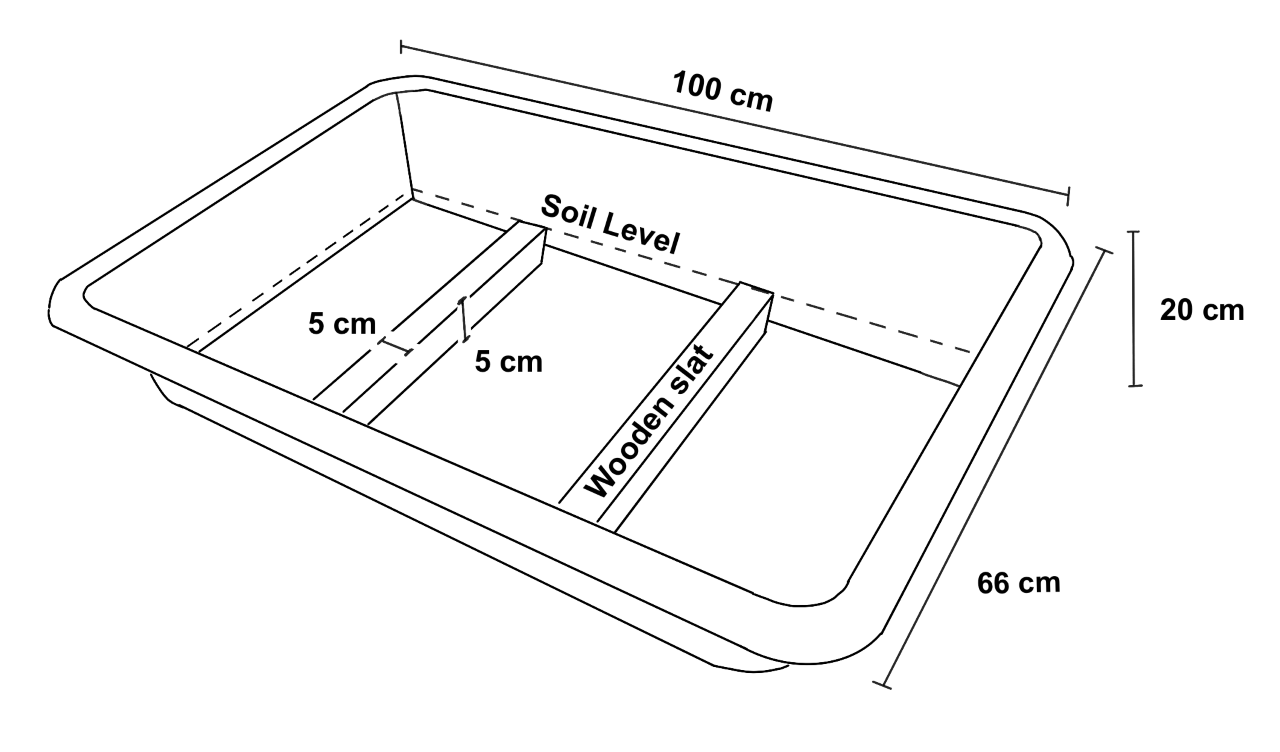 100 cm
Soil Level
20 cm
5 cm
5 cm
Wooden slat
66 cm